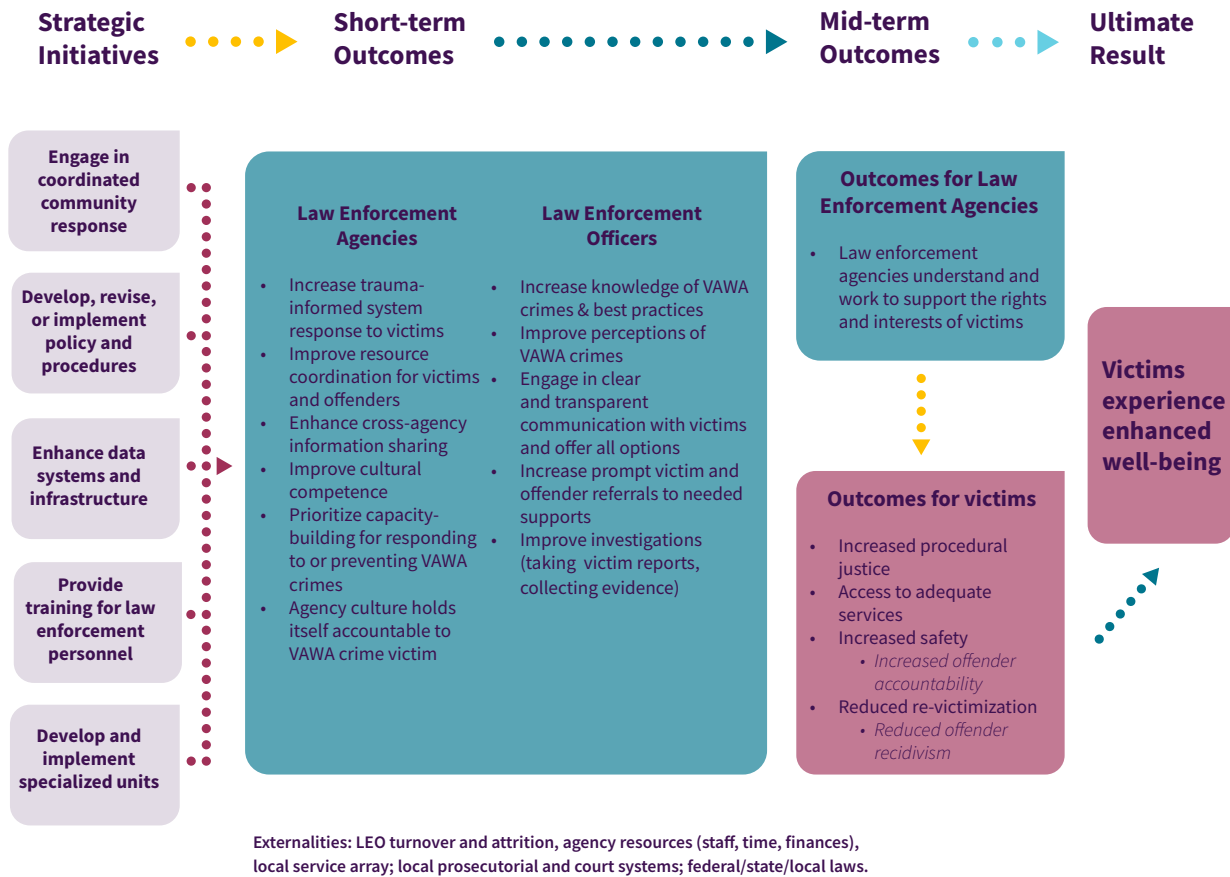 Strategic
Initiatives
Short-term
Outcomes
Mid-term
Outcomes
Ultimate
Result
Engage in
coordinated
community
response
Develop, revise,
or implement
policy and
procedures
Enhance data
systems and
infrastructure
Provide
training for law
enforcement
personnel
Develop and
implement
specialized units
Law Enforcement
Agencies
• Increase trauma-
informed system
response to victims
• Improve resource
coordination for victims
and offenders
• Enhance cross-agency
information sharing
• Improve cultural
competence
• Prioritize capacity-
building for responding
to or preventing VAWA
crimes
• Agency culture holds
itself accountable to
VAWA crime victim
Law Enforcement
Officers
• Increase knowledge of VAWA
crimes & best practices
• Improve perceptions of
VAWA crimes
• Engage in clear
and transparent
communication with victims
and offer all options
• Increase prompt victim and
offender referrals to needed
supports
• Improve investigations
(taking victim reports,
collecting evidence)
Outcomes for Law
Enforcement Agencies
• Law enforcement
agencies understand and
work to support the rights
and interests of victims
Outcomes for victims
• Increased procedural
justice
• Access to adequate
services
• Increased safety
• Increased offender
accountability
• Reduced re-victimization
• Reduced offender
recidivism
Victims
experience
enhanced
well-being
Externalities: LEO turnover and attrition, agency resources (staff, time, finances),
local service array; local prosecutorial and court systems; federal/state/local laws.